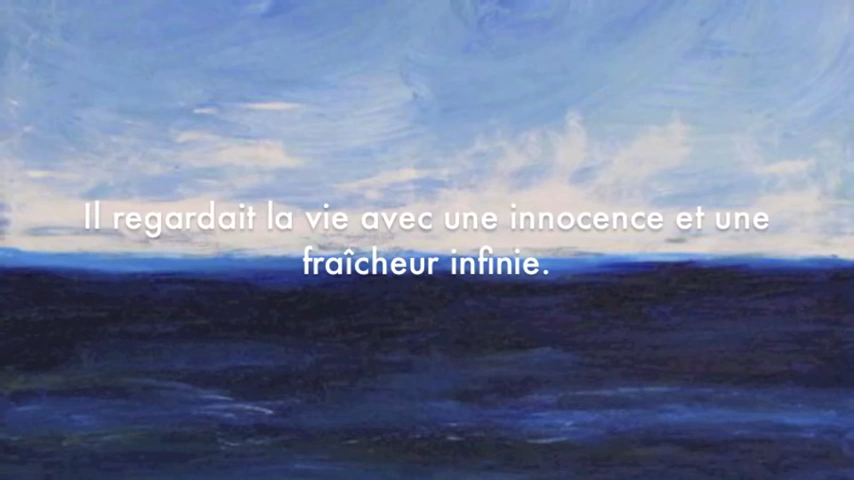 Il regardait la vie avec une innocence et une
fraîcheur infinie.